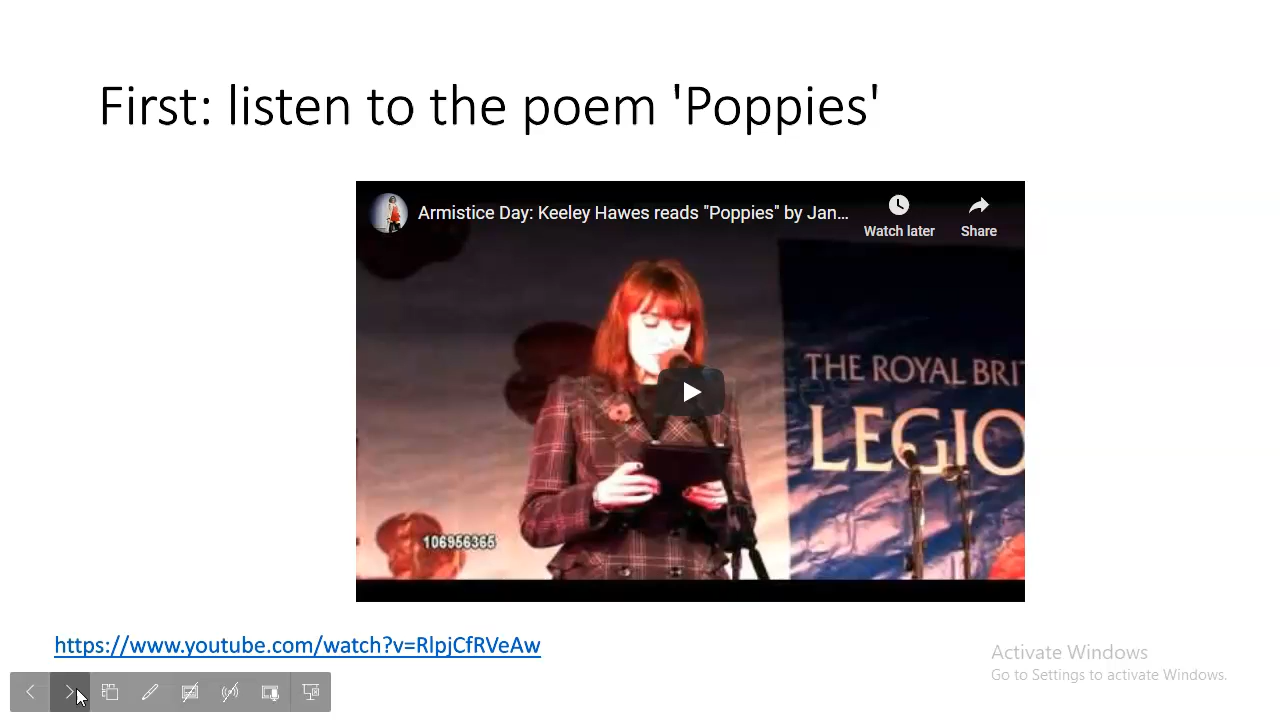 First: listen to the poem 'Poppies'
Armistice Day: Keeley Hawes reads "Poppies" by Jan...
Watch later
Share
THE ROYAL BRIT
LEGIO
106956365
https://www.youtube.com/watch?v=RlpjCfRVeAw
Activate Windows
Go to Settings to activate Windows.